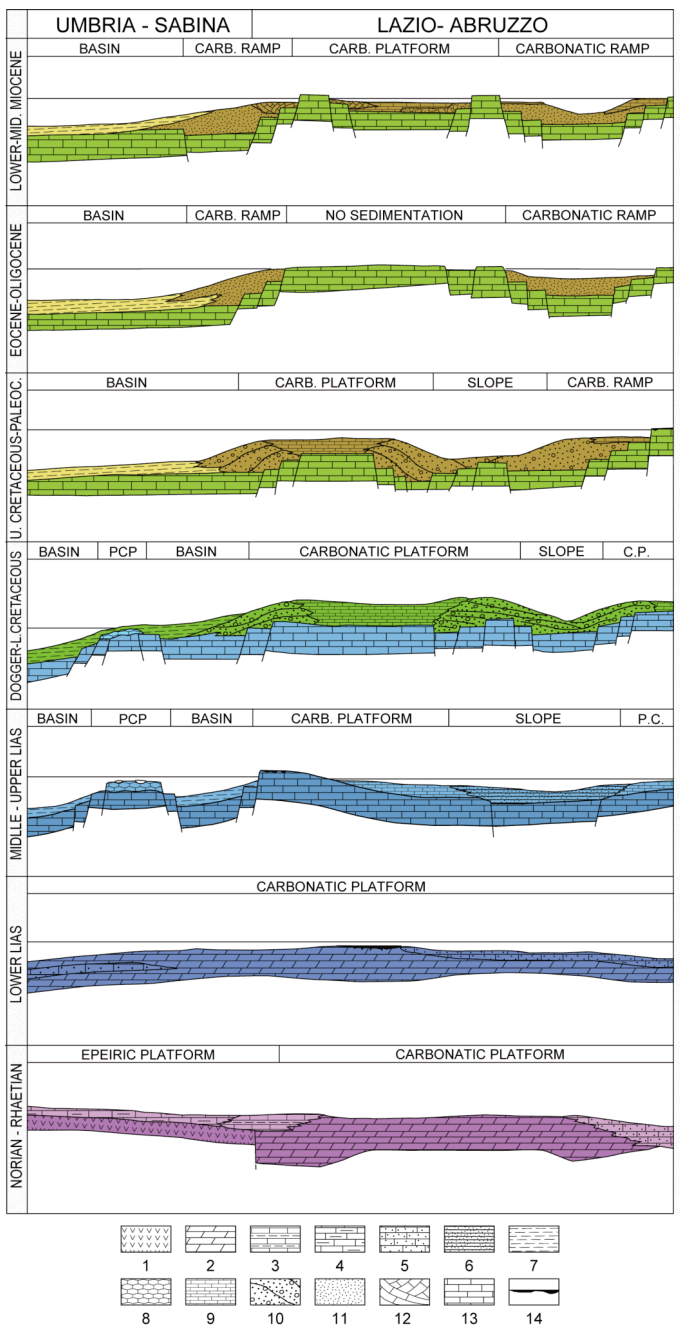 UMBRIA - SABINA LAZIO- ABRUZZO
BASIN CARB. RAMP CARB. PLATFORM CARBONATIC RAMP
LOWER-MID. MIOCENE
BASIN CARB. RAMP NO SEDIMENTATION CARBONATIC RAMP
EOCENE-OLIGOCENE
BASIN CARB. PLATFORM SLOPE CARB. RAMP
U. CRETACEOUS-PALEOC.
BASIN PCP BASIN CARBONATIC PLATFORM SLOPE C.P.
DOGGER-L.CRETACEOUS
BASIN PCP BASIN CARB. PLATFORM SLOPE P.C.
MIDLLE - UPPER LIAS
CARBONATIC PLATFORM
LOWER LIAS
EPEIRIC PLATFORM CARBONATIC PLATFORM
NORIAN - RHAETIAN
1 2 3 4 5 6 7
8 9 10 11 12 13 14